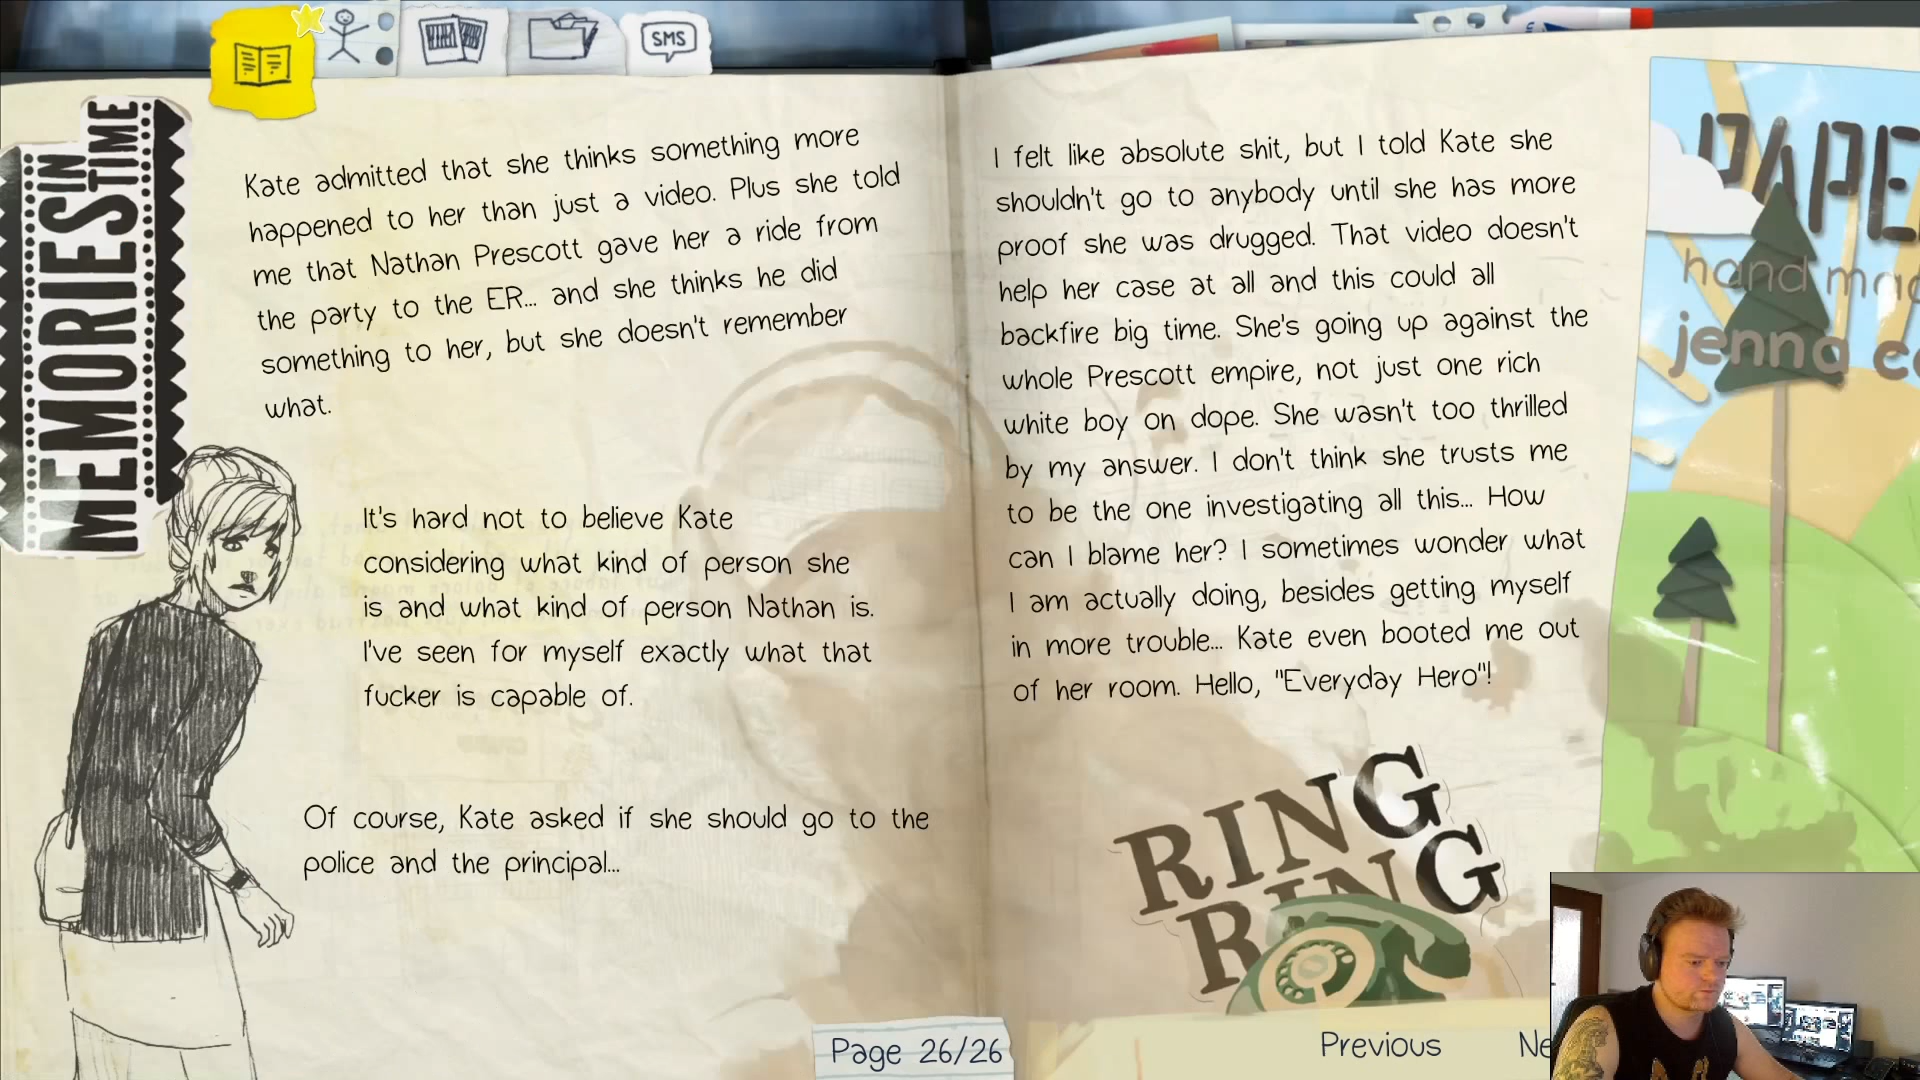 SMS
MEMORIES IN TIME
Kate admitted that she thinks something more
happened to her than just a video. Plus she told
me that Nathan Prescott gave her a ride from
the party to the ER... and she thinks he did
something to her, but she doesn't remember
what.
It's hard not to believe Kate
considering what kind of person she
is and what kind of person Nathan is.
I've seen for myself exactly what that
fucker is capable of.
Of course, Kate asked if she should go to the
police and the principal...
I felt like absolute shit, but I told Kate she
shouldn't go to anybody until she has more
proof she was drugged. That video doesn't
help her case at all and this could all
backfire big time. She's going up against the
whole Prescott empire, not just one rich
white boy on dope. She wasn't too thrilled
by my answer. I don't think she trusts me
to be the one investigating all this... How
can I blame her? I sometimes wonder what
I am actually doing, besides getting myself
in more trouble... Kate even booted me out
of her room. Hello, "Everyday Hero"!
RING
RING
PAPE
hand mad
jenna c
Page 26/26
Previous
Ne